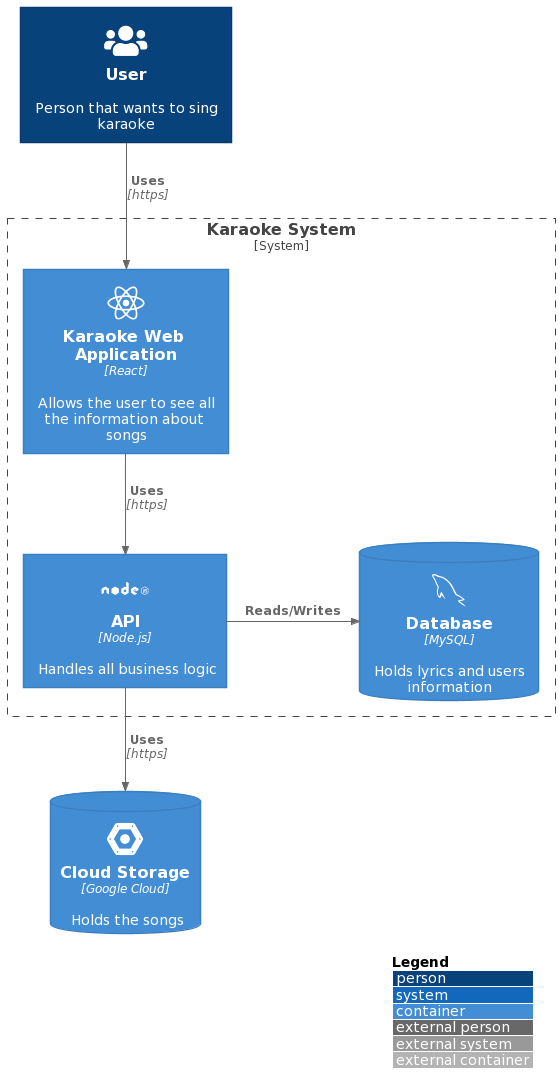 User
Person that wants to sing
karaoke
Uses
[https]
Karaoke System
[System]
Karaoke Web
Application
[React]
Allows the user to see all
the information about
songs
Uses
[https]
node
API
[Node.js]
Handles all business logic
Reads/Writes
Database
[MySQL]
Holds lyrics and users
information
Uses
[https]
Cloud Storage
[Google Cloud]
Holds the songs
Legend
person
system
container
external person
external system
external container